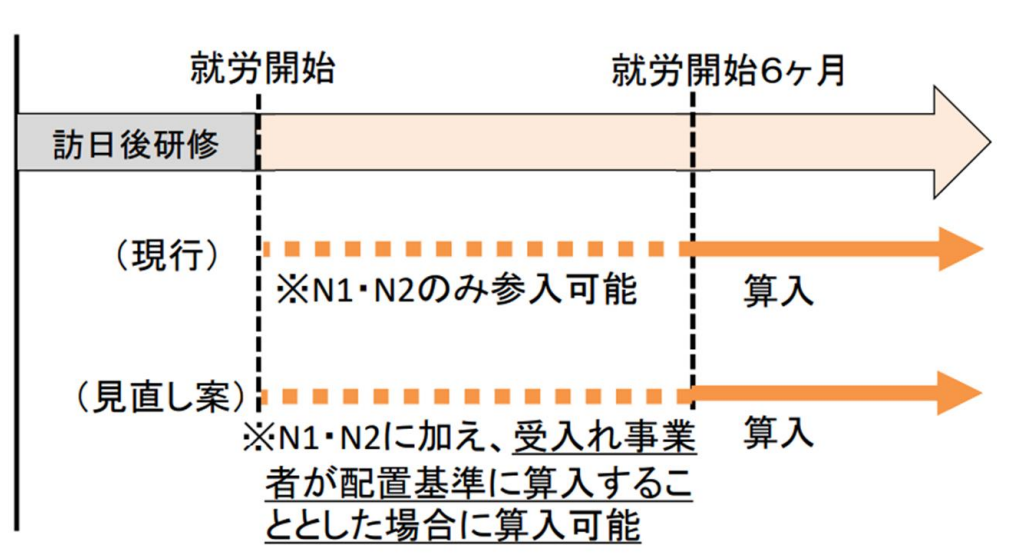 就労開始
就労開始６ヶ月
訪日後研修
（現行）
※N1・N2のみ参入可能
算入
（見直し案）
※N1・N2に加え、受入れ事業
者が配置基準に算入するこ
ととした場合に算入可能
算入